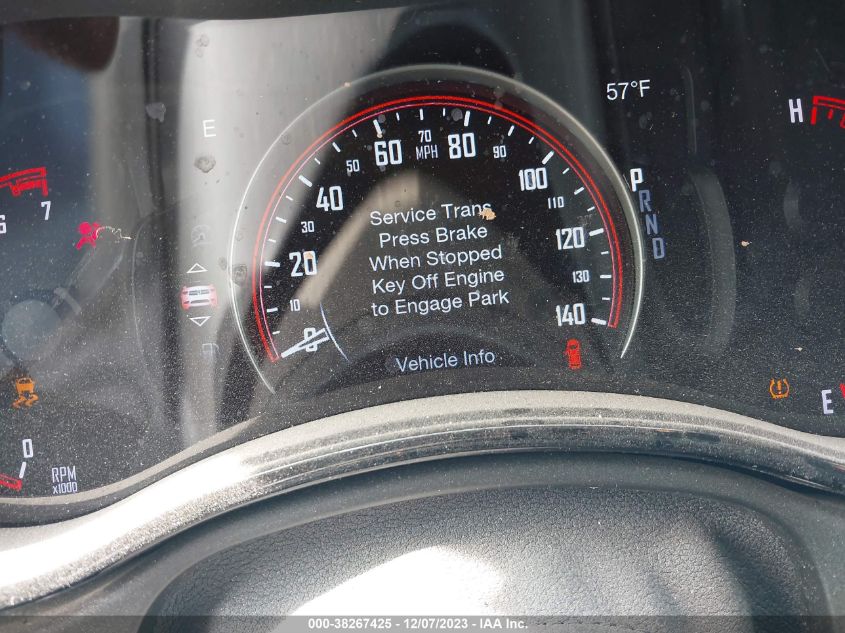 57°F
H
E
70
MPH
60
80
50
90
40
100
30
110
20
120
10
130
0
140
Service Trans
Press Brake
When Stopped
Key Off Engine
to Engage Park
Vehicle Info
P
R
N
D
6
7
0
RPM
x1000
E
000-38267425 - 12/07/2023 - IAA Inc.